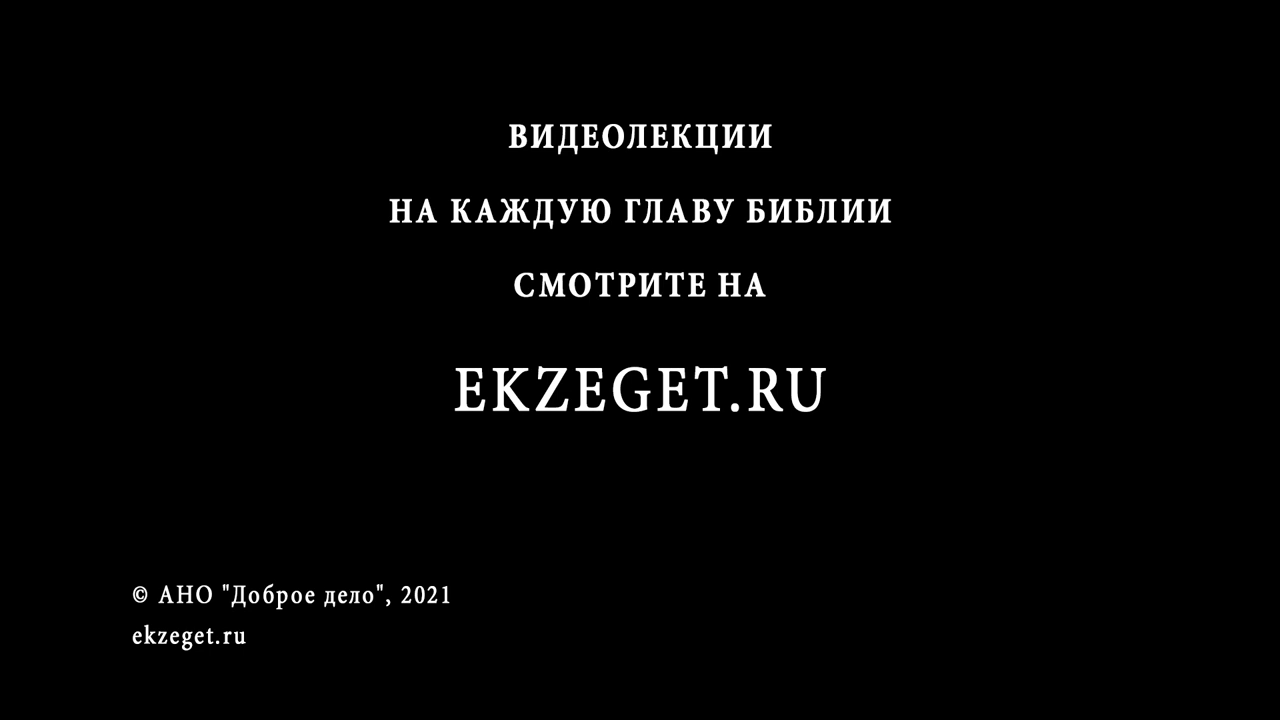 ВИДЕОЛЕКЦИИ
НА КАЖДУЮ ГЛАВУ БИБЛИИ
СМОТРИТЕ НА
EKZEGET.RU
© АНО "Доброе дело", 2021
ekzeget.ru